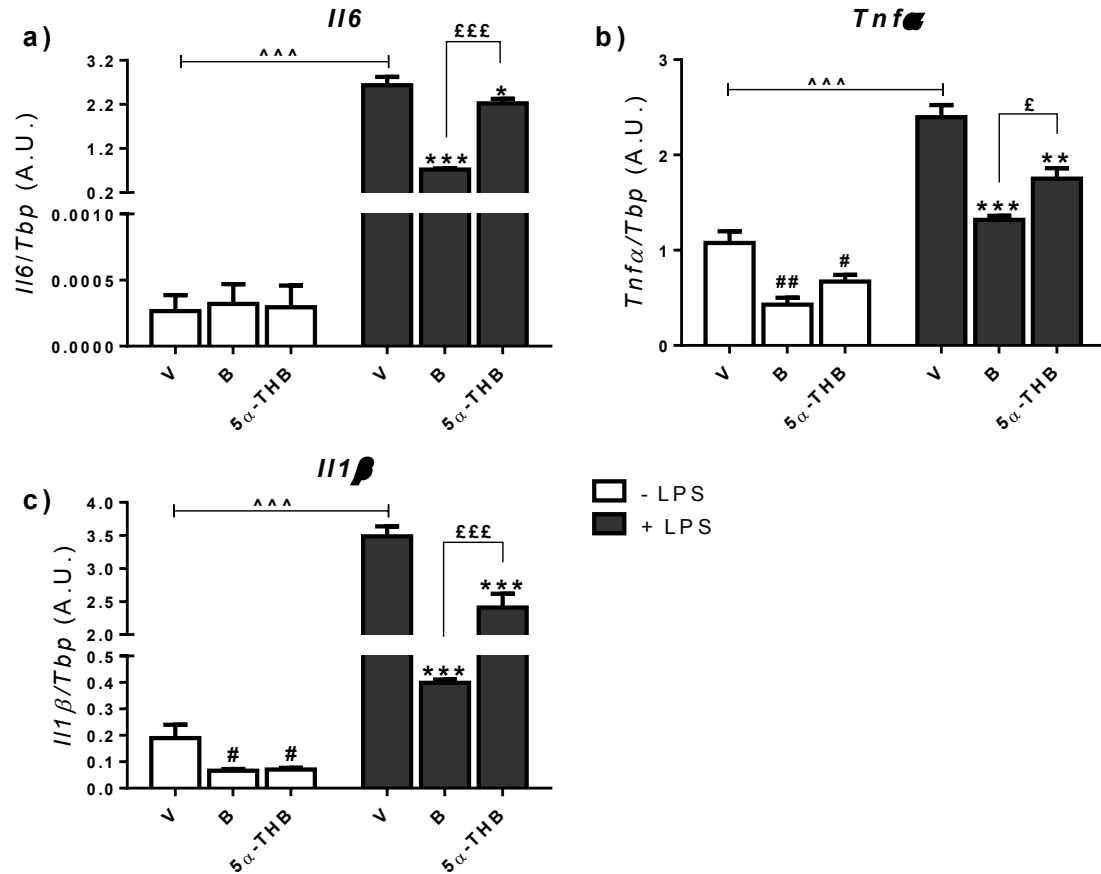 a)
Il6
^^^
£££
*
***
3.2
2.2
1.2
0.2
0.0010
0.0005
0.0000
Il6/Tbp (A.U.)
V
B
5α-THB
V
B
5α-THB
b)
Tnfα
^^^
£
**
***
#
##
3
2
1
0
Tnfα/Tbp (A.U.)
V
B
5α-THB
V
B
5α-THB
c)
Il1β
^^^
£££
***
***
#
#
4.0
3.5
3.0
2.5
2.0
0.5
0.4
0.3
0.2
0.1
0.0
Il1β/Tbp (A.U.)
V
B
5α-THB
V
B
5α-THB
- LPS
+ LPS